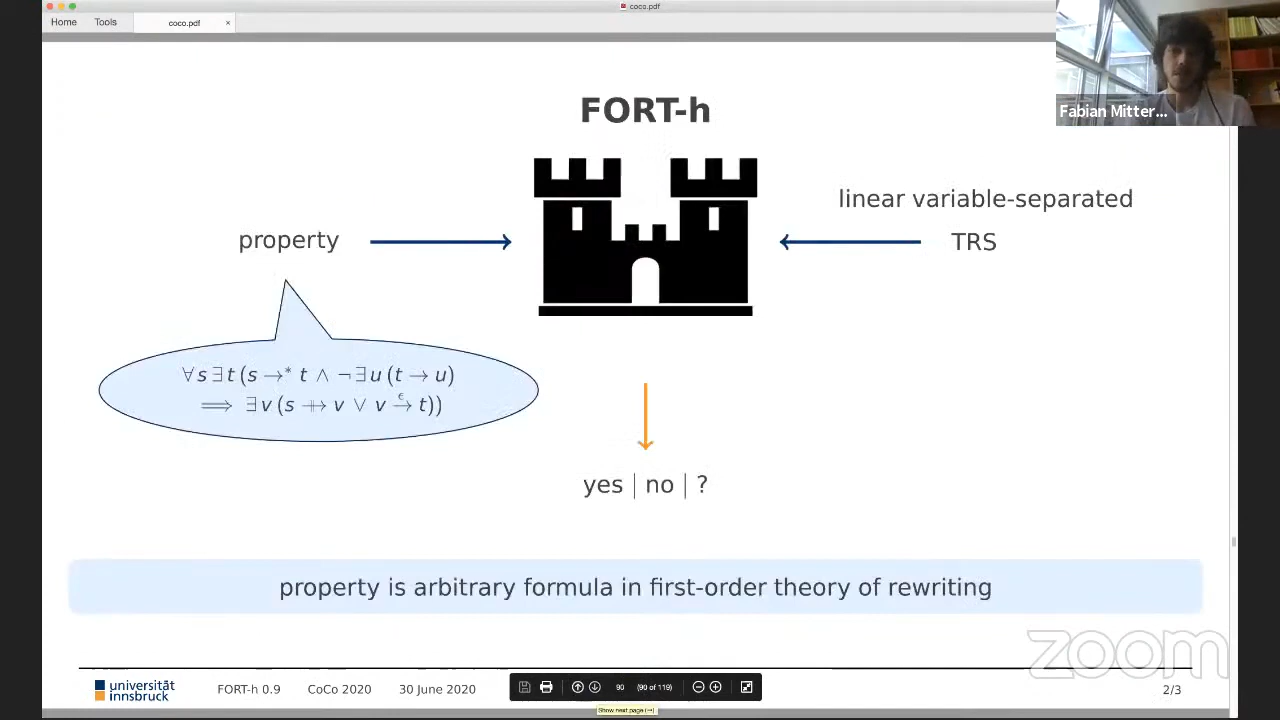 coco.pdf
Home
Tools
coco.pdf
×
Fabian Mitter...
FORT-h
linear variable-separated
property
TRS
∀s ∃t (s →* t ∧ ¬∃u (t → u)
⟹ ∃v (s ⇸ v ∨ v →ϵ t))
yes | no | ?
property is arbitrary formula in first-order theory of rewriting
zoom
universität
innsbruck
FORT-h 0.9
CoCo 2020
30 June 2020
90
(90 of 119)
2/3
Show next page (→)